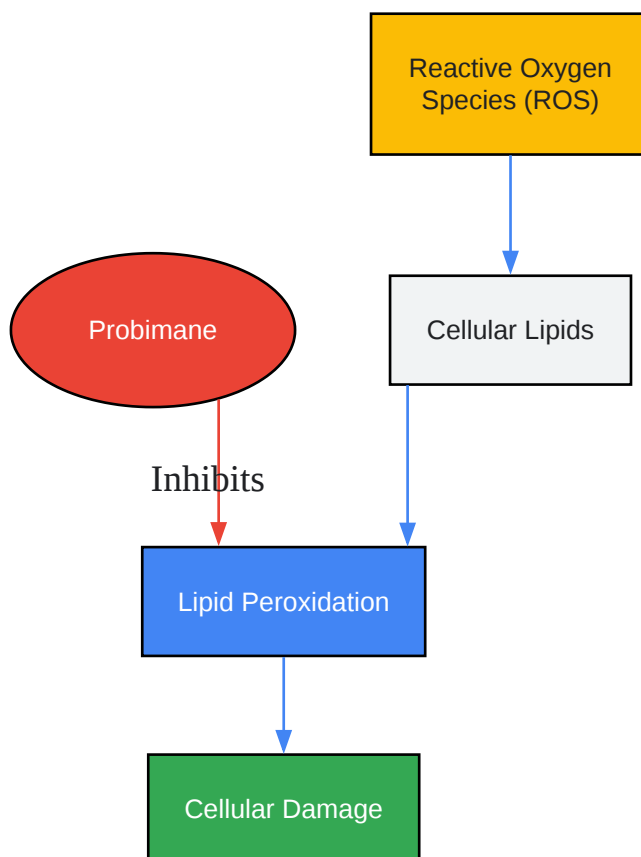 Reactive Oxygen
Species (ROS)
Probimane
Cellular Lipids
Inhibits
Lipid Peroxidation
Cellular Damage